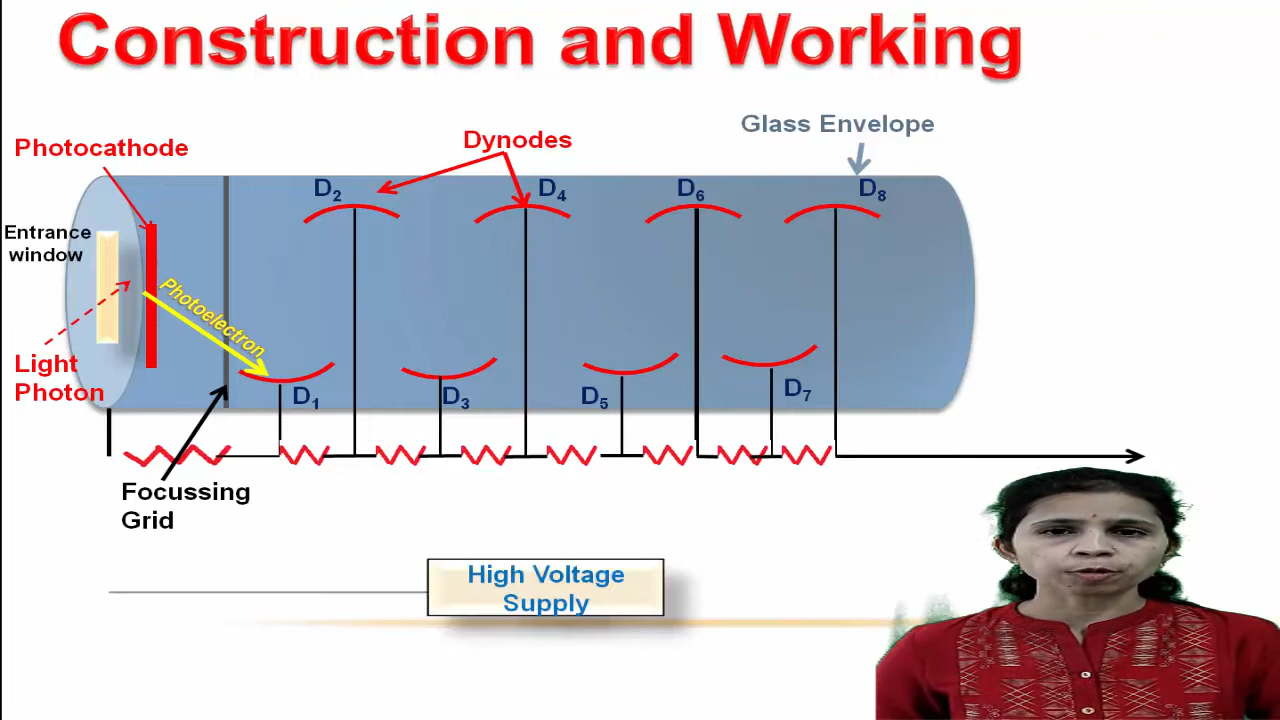 Construction and Working
Photocathode
Dynodes
Glass Envelope
D2
D4
D6
D8
Entrance
window
Photoelectron
Light
Photon
D1
D3
D5
D7
Focussing
Grid
High Voltage
Supply